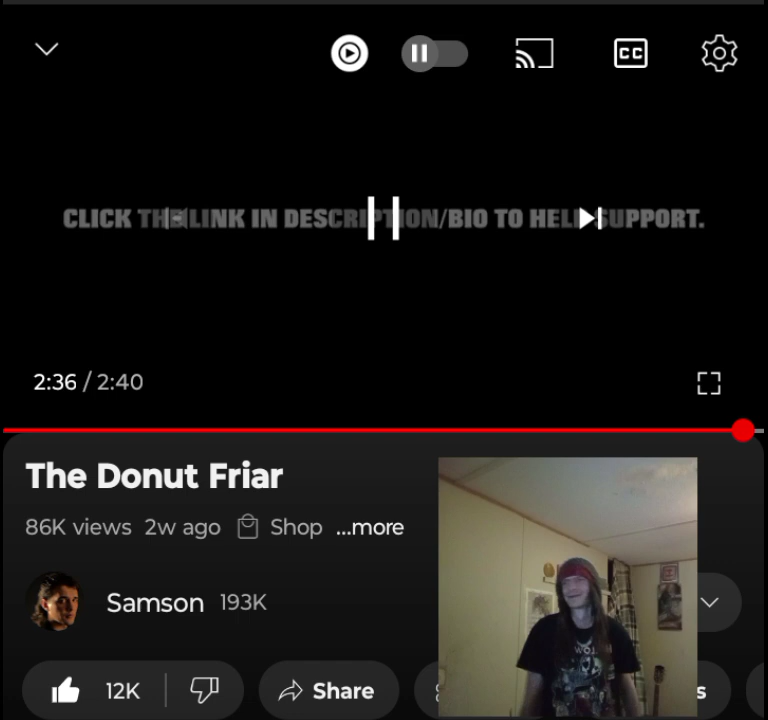 CC
CLICK THE LINK IN DESCRIPTION/BIO TO HELP SUPPORT.
2:36 / 2:40
The Donut Friar
86K views 2w ago Shop ...more
Samson 193K
12K Share s